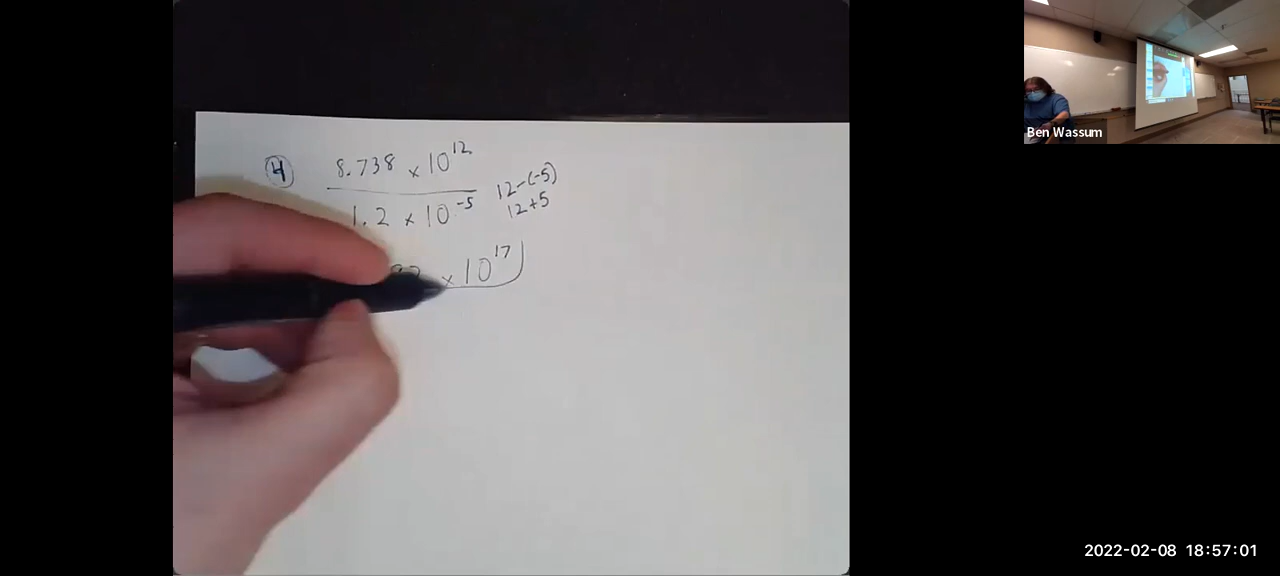 4
8.738 × 10^12
1.2 × 10^-5
12-(-5)
12+5
× 10^17
Ben Wassum
2022-02-08 18:57:01